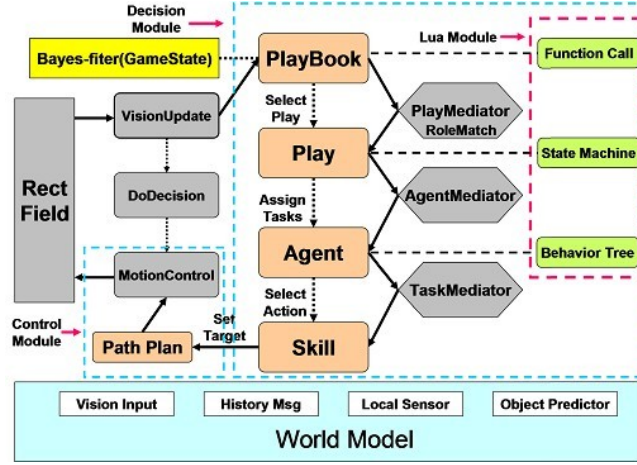 Decision
Module
Lua Module
Bayes-fiter(GameState)
PlayBook
Function Call
VisionUpdate
Select
Play
PlayMediator
RoleMatch
Rect
Field
Play
State Machine
DoDecision
Assign
Tasks
AgentMediator
Agent
Behavior Tree
MotionControl
Select
Action
TaskMediator
Control
Module
Path Plan
Set
Target
Skill
Vision Input
History Msg
Local Sensor
Object Predictor
World Model